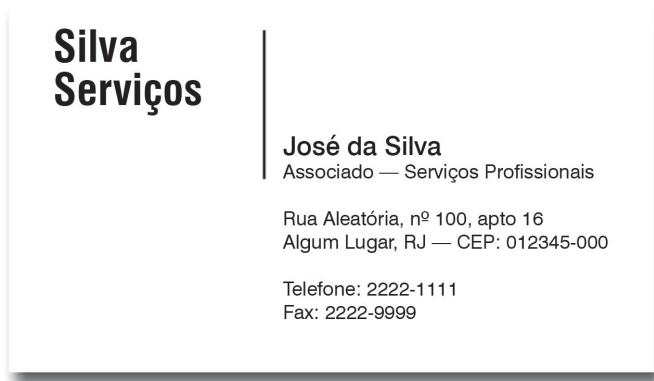 Silva
Serviços
José da Silva
Associado — Serviços Profissionais
Rua Aleatória, nº 100, apto 16
Algum Lugar, RJ — CEP: 012345-000
Telefone: 2222-1111
Fax: 2222-9999